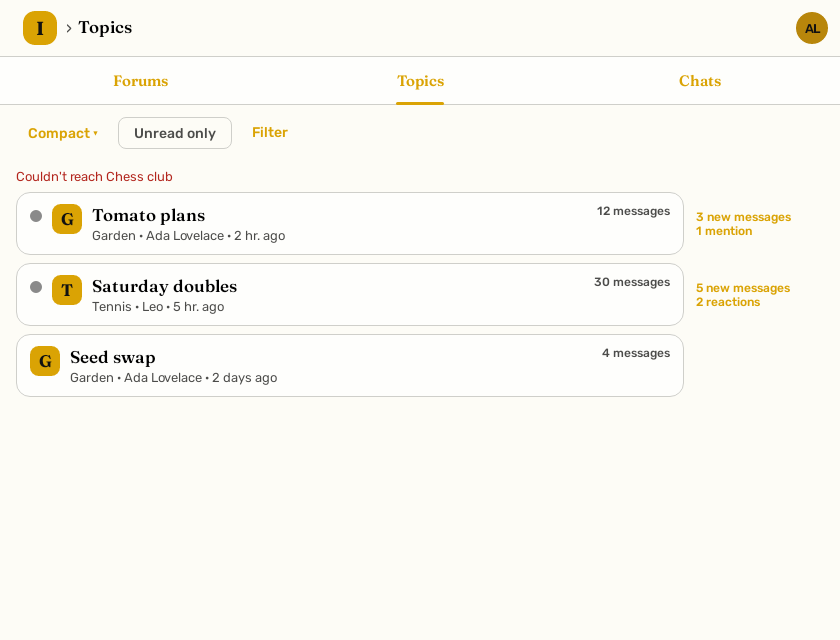 I › Topics
AL
Forums
Topics
Chats
Compact ▾
Unread only
Filter
Couldn't reach Chess club
G
Tomato plans
12 messages
Garden • Ada Lovelace • 2 hr. ago
3 new messages
1 mention
T
Saturday doubles
30 messages
Tennis • Leo • 5 hr. ago
5 new messages
2 reactions
G
Seed swap
4 messages
Garden • Ada Lovelace • 2 days ago